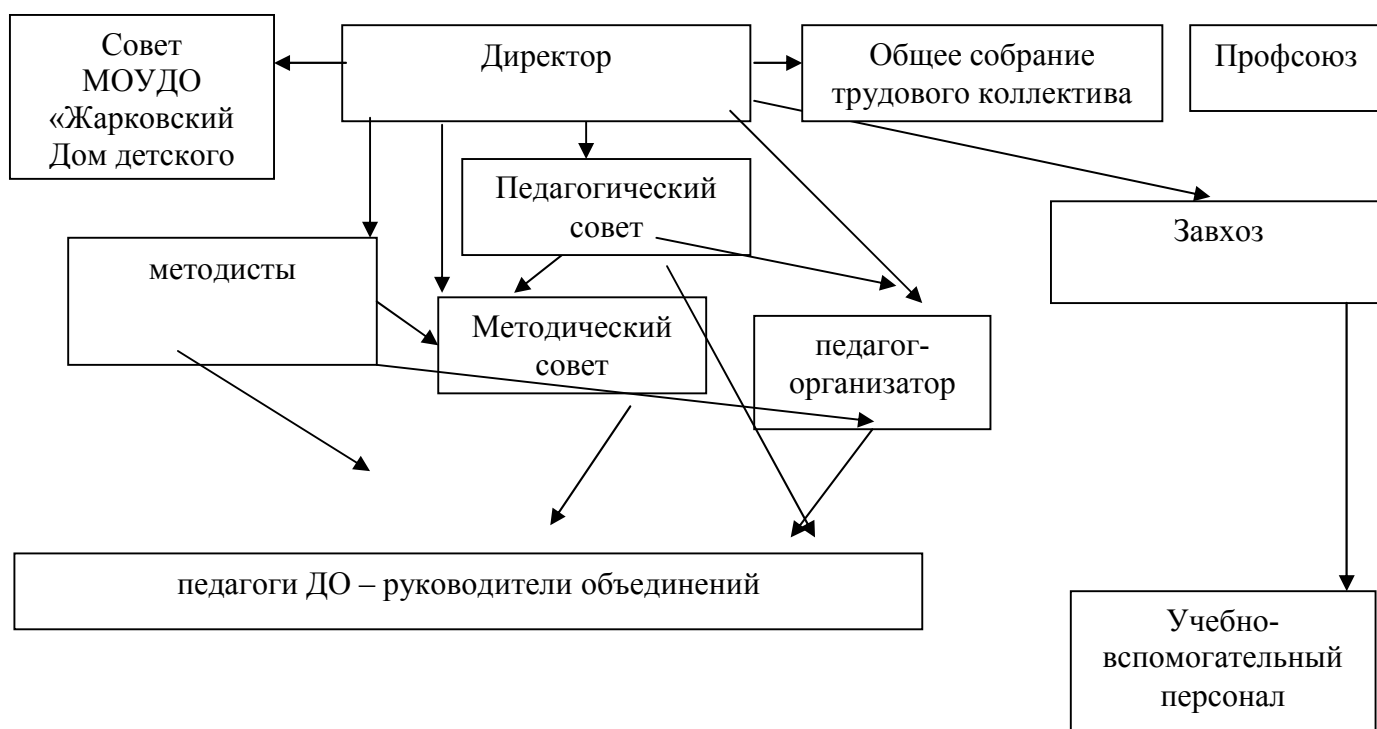 Совет
МОУДО
«Жарковский
Дом детского
Директор
Общее собрание
трудового коллектива
Профсоюз
Педагогический
совет
Завхоз
методисты
Методический
совет
педагог-
организатор
педагоги ДО – руководители объединений
Учебно-
вспомогательный
персонал